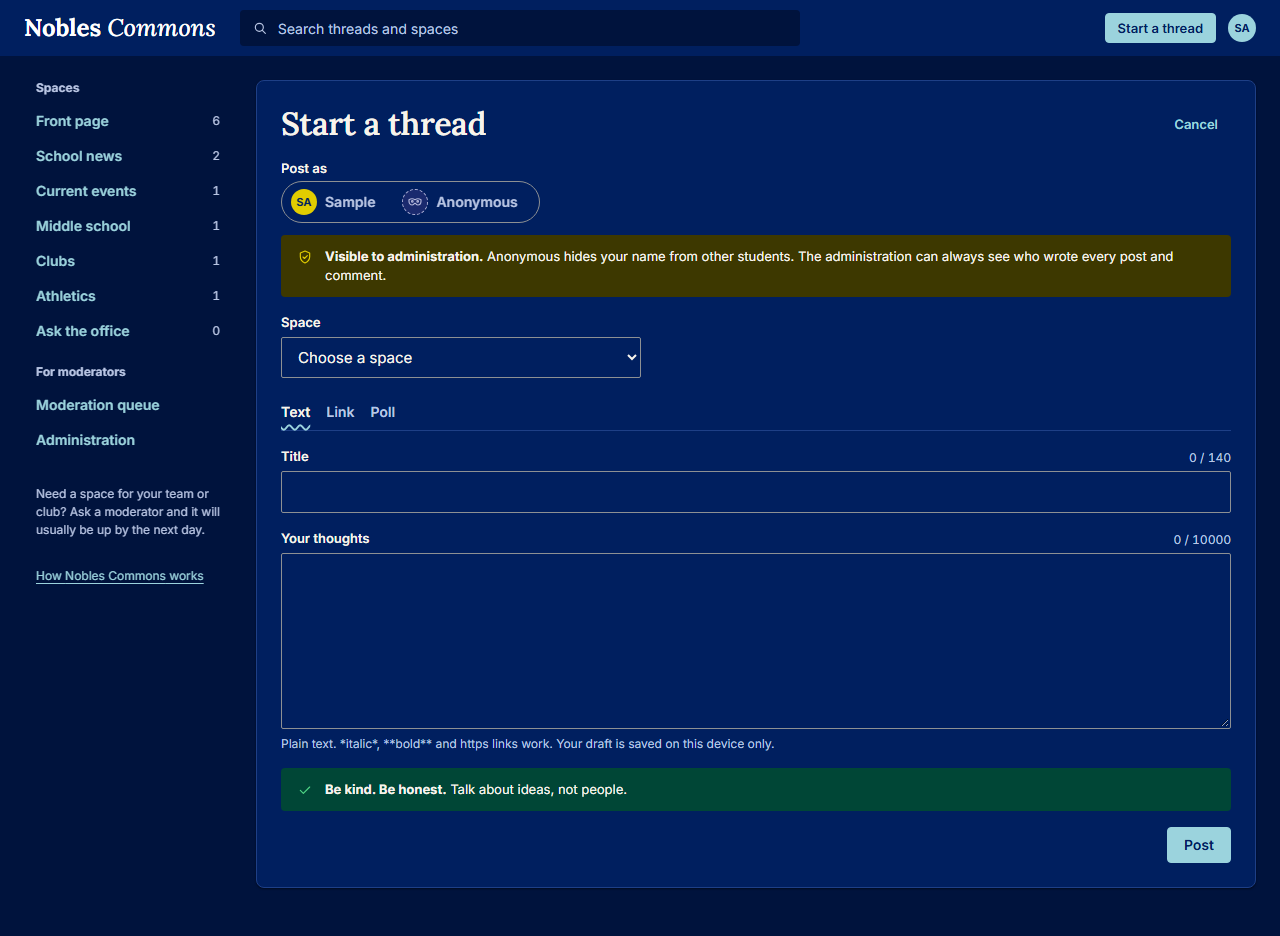 Nobles Commons
Search threads and spaces
Start a thread
SA
Spaces
Front page 6
School news 2
Current events 1
Middle school 1
Clubs 1
Athletics 1
Ask the office 0
For moderators
Moderation queue
Administration
Need a space for your team or
club? Ask a moderator and it will
usually be up by the next day.
How Nobles Commons works
Start a thread
Cancel
Post as
SA Sample Anonymous
Visible to administration. Anonymous hides your name from other students. The administration can always see who wrote every post and
comment.
Space
Choose a space
Text Link Poll
Title 0 / 140
Your thoughts 0 / 10000
Plain text. *italic*, **bold** and https links work. Your draft is saved on this device only.
Be kind. Be honest. Talk about ideas, not people.
Post